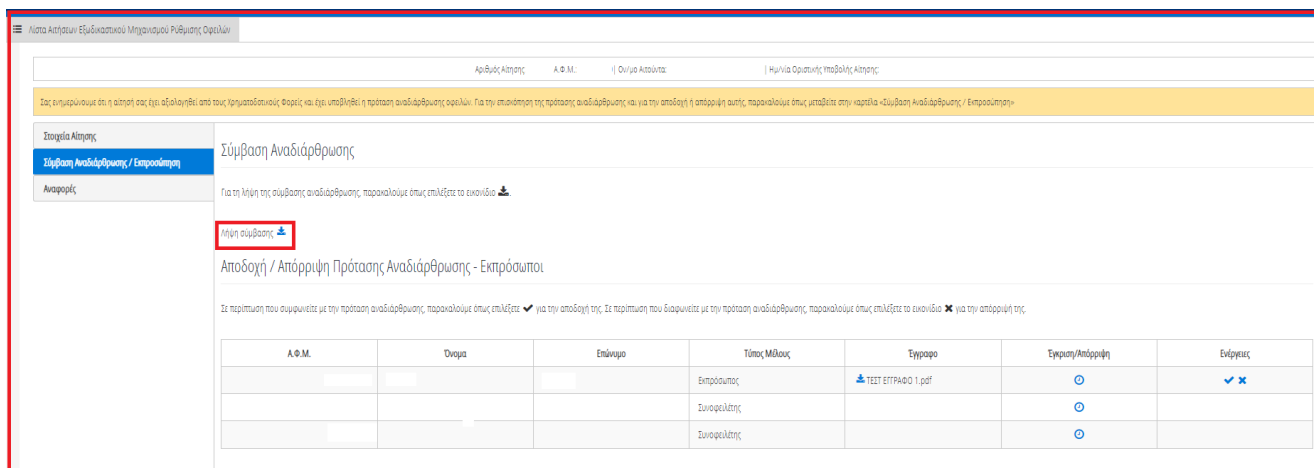 Λίστα Αιτήσεων Εξωδικαστικού Μηχανισμού Ρύθμισης Οφειλών
Αριθμός Αίτησης Α.Φ.Μ.: | Ον/μο Αιτούντα: | Ημ/νία Οριστικής Υποβολής Αίτησης:
Σας ενημερώνουμε ότι η αίτησή σας έχει αξιολογηθεί από τους Χρηματοδοτικούς Φορείς και έχει υποβληθεί η πρόταση αναδιάρθρωσης οφειλών. Για την επισκόπηση της πρότασης αναδιάρθρωσης και για την αποδοχή ή απόρριψη αυτής, παρακαλούμε όπως μεταβείτε στην καρτέλα «Σύμβαση Αναδιάρθρωσης / Εκπροσώπηση»
Στοιχεία Αίτησης
Σύμβαση Αναδιάρθρωσης / Εκπροσώπηση
Αναφορές
Σύμβαση Αναδιάρθρωσης
Για τη λήψη της σύμβασης αναδιάρθρωσης, παρακαλούμε όπως επιλέξετε το εικονίδιο .
Λήψη σύμβασης
Αποδοχή / Απόρριψη Πρότασης Αναδιάρθρωσης - Εκπρόσωποι
Σε περίπτωση που συμφωνείτε με την πρόταση αναδιάρθρωσης, παρακαλούμε όπως επιλέξετε ✔ για την αποδοχή της. Σε περίπτωση που διαφωνείτε με την πρόταση αναδιάρθρωσης, παρακαλούμε όπως επιλέξετε το εικονίδιο ✖ για την απόρριψή της.
Α.Φ.Μ. Όνομα Επώνυμο Τύπος Μέλους Έγγραφο Έγκριση/Απόρριψη Ενέργειες
Εκπρόσωπος ΤΕΣΤ ΕΓΓΡΑΦΟ 1.pdf
Συνοφειλέτης
Συνοφειλέτης